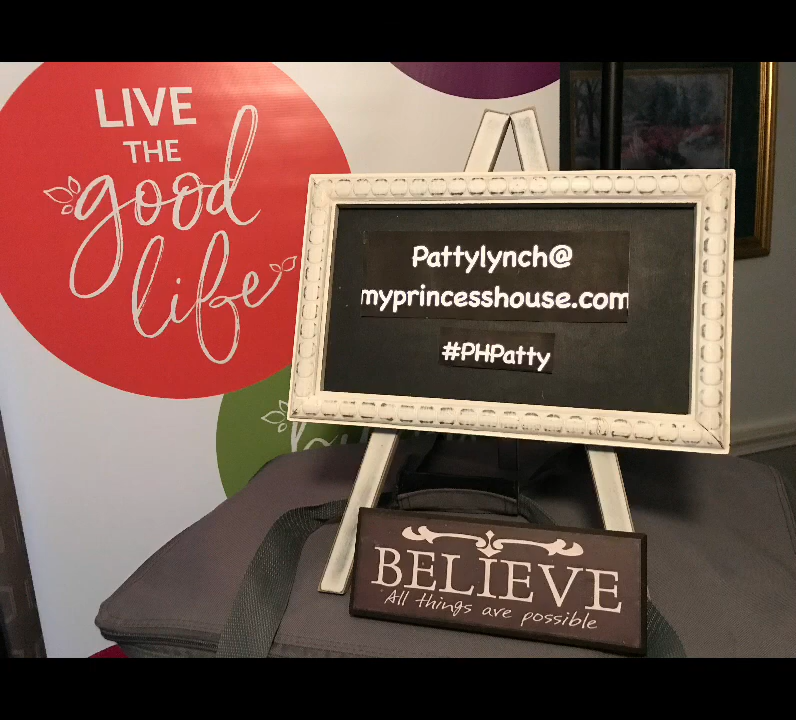 LIVE
THE
good
life
Pattylynch@
myprincesshouse.com
#PHPatty
BELIEVE
All things are possible